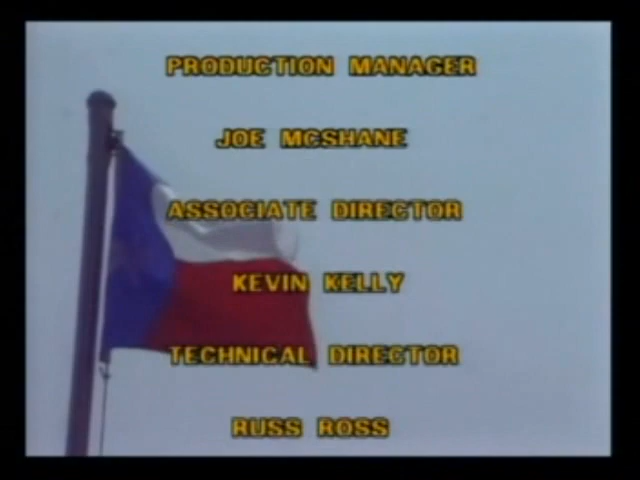 PRODUCTION MANAGER
JOE MCSHANE
ASSOCIATE DIRECTOR
KEVIN KELLY
TECHNICAL DIRECTOR
RUSS ROSS